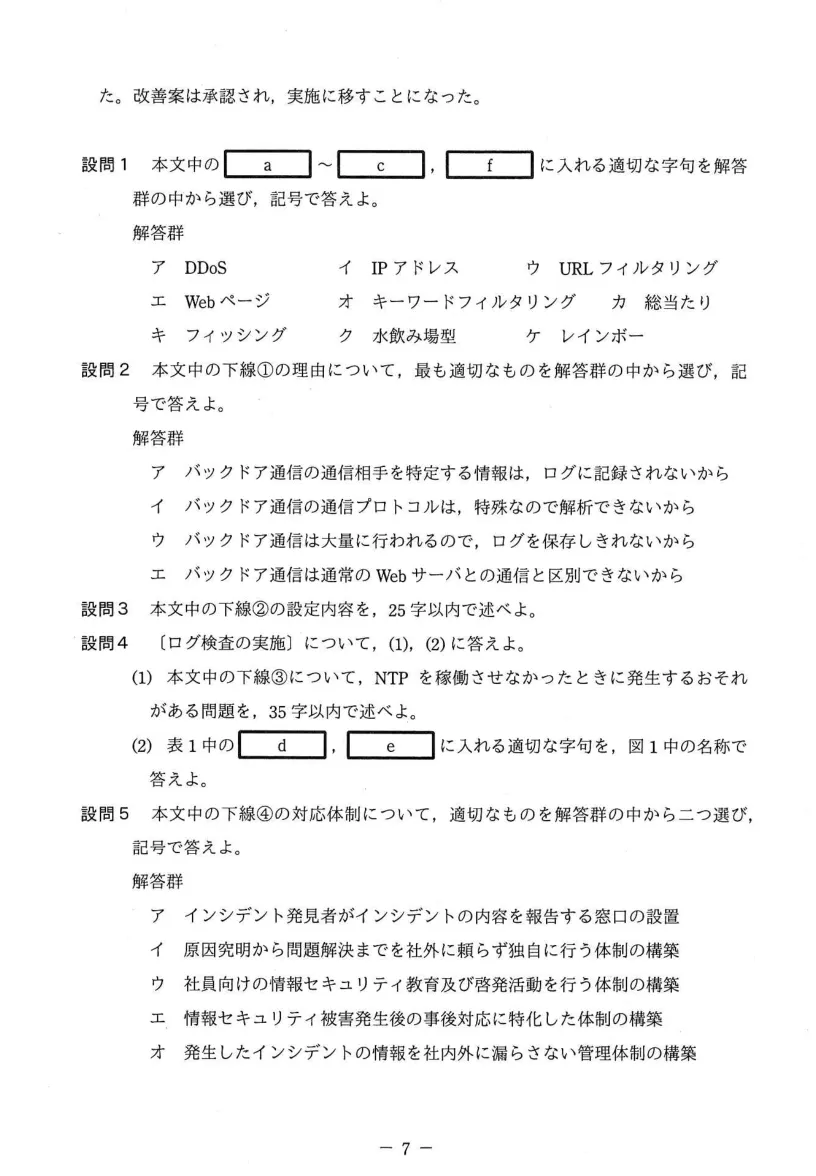 た。改善案は承認され，実施に移すことになった。
設問1 本文中の a ～ c ， f に入れる適切な字句を解答
群の中から選び，記号で答えよ。
解答群
ア DDoS イ IP アドレス ウ URL フィルタリング
エ Web ページ オ キーワードフィルタリング カ 総当たり
キ フィッシング ク 水飲み場型 ケ レインボー
設問2 本文中の下線①の理由について，最も適切なものを解答群の中から選び，記
号で答えよ。
解答群
ア バックドア通信の通信相手を特定する情報は，ログに記録されないから
イ バックドア通信の通信プロトコルは，特殊なので解析できないから
ウ バックドア通信は大量に行われるので，ログを保存しきれないから
エ バックドア通信は通常の Web サーバとの通信と区別できないから
設問3 本文中の下線②の設定内容を，25 字以内で述べよ。
設問4 〔ログ検査の実施〕について，(1)，(2) に答えよ。
(1) 本文中の下線③について，NTP を稼働させなかったときに発生するおそれ
がある問題を，35 字以内で述べよ。
(2) 表 1 中の d ， e に入れる適切な字句を，図 1 中の名称で
答えよ。
設問5 本文中の下線④の対応体制について，適切なものを解答群の中から二つ選び，
記号で答えよ。
解答群
ア インシデント発見者がインシデントの内容を報告する窓口の設置
イ 原因究明から問題解決までを社外に頼らず独自に行う体制の構築
ウ 社員向けの情報セキュリティ教育及び啓発活動を行う体制の構築
エ 情報セキュリティ被害発生後の事後対応に特化した体制の構築
オ 発生したインシデントの情報を社内外に漏らさない管理体制の構築
－ 7 －